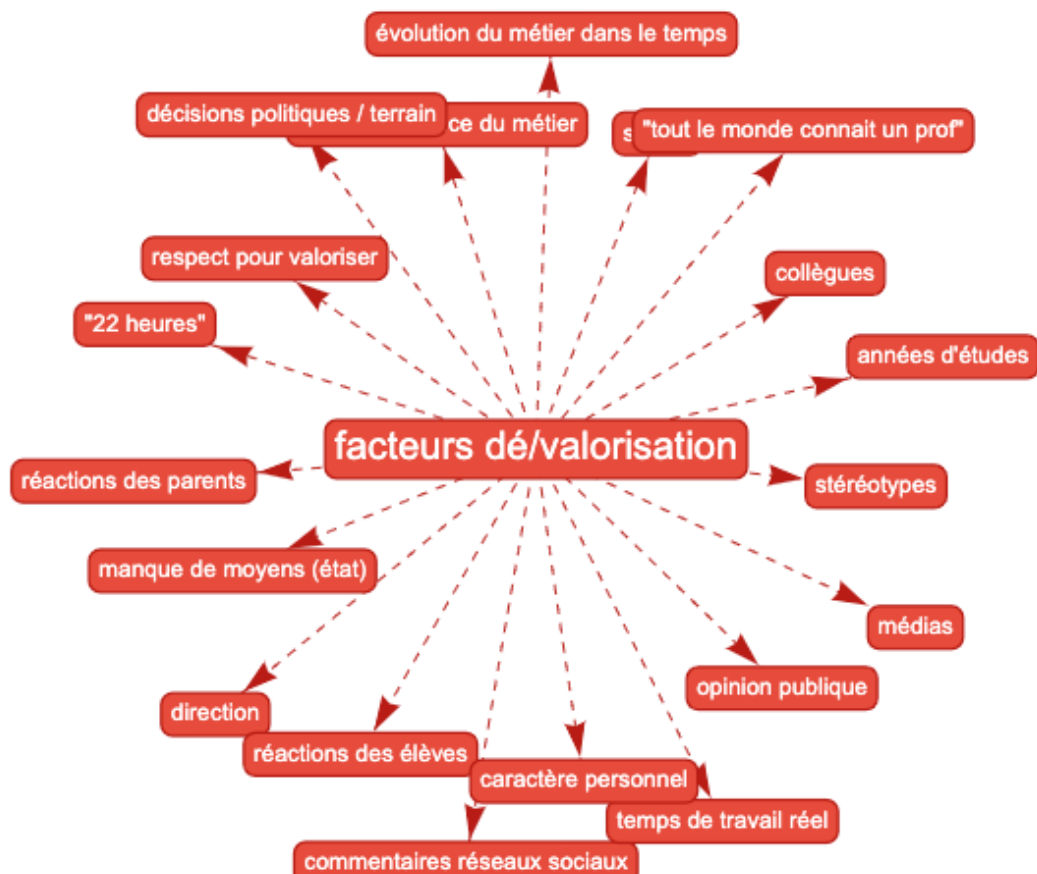 évolution du métier dans le temps
décisions politiques / terrain
ce du métier
"tout le monde connait un prof"
respect pour valoriser
collègues
"22 heures"
années d'études
facteurs dé/valorisation
réactions des parents
stéréotypes
manque de moyens (état)
médias
opinion publique
direction
réactions des élèves
caractère personnel
temps de travail réel
commentaires réseaux sociaux